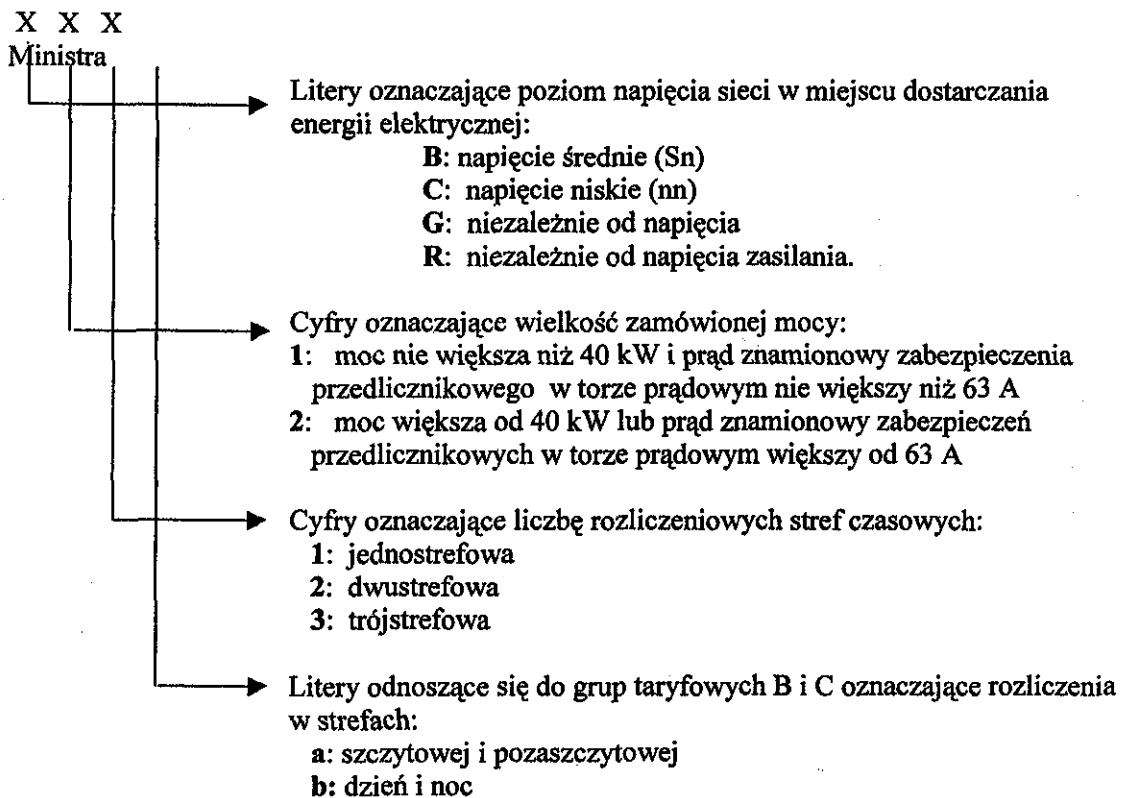 X X X
Ministra
Litery oznaczające poziom napięcia sieci w miejscu dostarczania
energii elektrycznej:
B: napięcie średnie (Sn)
C: napięcie niskie (nn)
G: niezależnie od napięcia
R: niezależnie od napięcia zasilania.
Cyfry oznaczające wielkość zamówionej mocy:
1: moc nie większa niż 40 kW i prąd znamionowy zabezpieczenia
przedlicznikowego w torze prądowym nie większy niż 63 A
2: moc większa od 40 kW lub prąd znamionowy zabezpieczeń
przedlicznikowych w torze prądowym większy od 63 A
Cyfry oznaczające liczbę rozliczeniowych stref czasowych:
1: jednostrefowa
2: dwustrefowa
3: trójstrefowa
Litery odnoszące się do grup taryfowych B i C oznaczające rozliczenia
w strefach:
a: szczytowej i pozaszczytowej
b: dzień i noc